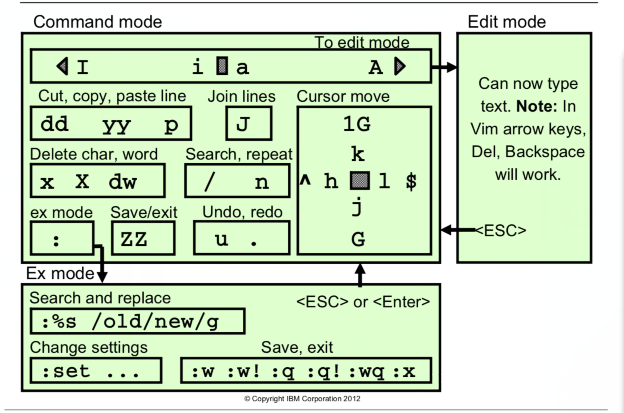 Command mode
Edit mode
To edit mode
I i a A
Cut, copy, paste line
Join lines
Cursor move
dd yy p
J
1G
k
^ h l $
j
G
Delete char, word
Search, repeat
x X dw
/ n
ex mode
Save/exit
Undo, redo
:
ZZ
u .
Can now type
text. Note: In
Vim arrow keys,
Del, Backspace
will work.
<ESC>
Ex mode
Search and replace
<ESC> or <Enter>
:%s /old/new/g
Change settings
Save, exit
:set ...
:w :w! :q :q! :wq :x
© Copyright IBM Corporation 2012